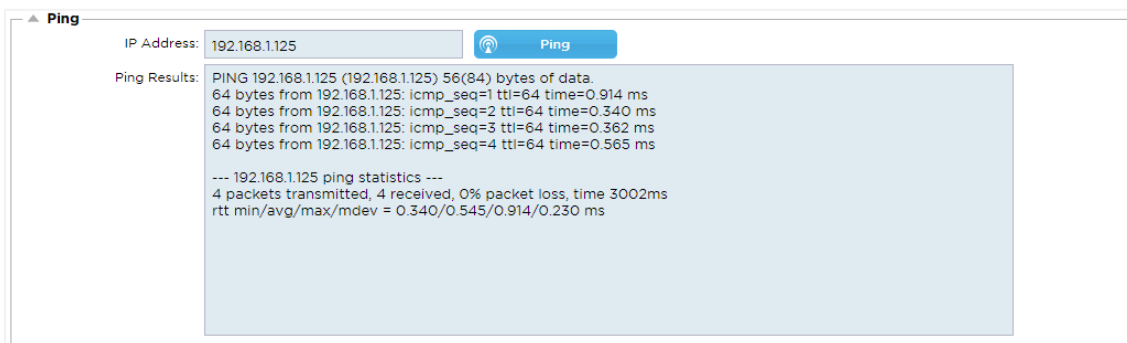 Ping
IP Address: 192.168.1.125 Ping
Ping Results: PING 192.168.1.125 (192.168.1.125) 56(84) bytes of data.
64 bytes from 192.168.1.125: icmp_seq=1 ttl=64 time=0.914 ms
64 bytes from 192.168.1.125: icmp_seq=2 ttl=64 time=0.340 ms
64 bytes from 192.168.1.125: icmp_seq=3 ttl=64 time=0.362 ms
64 bytes from 192.168.1.125: icmp_seq=4 ttl=64 time=0.565 ms
--- 192.168.1.125 ping statistics ---
4 packets transmitted, 4 received, 0% packet loss, time 3002ms
rtt min/avg/max/mdev = 0.340/0.545/0.914/0.230 ms